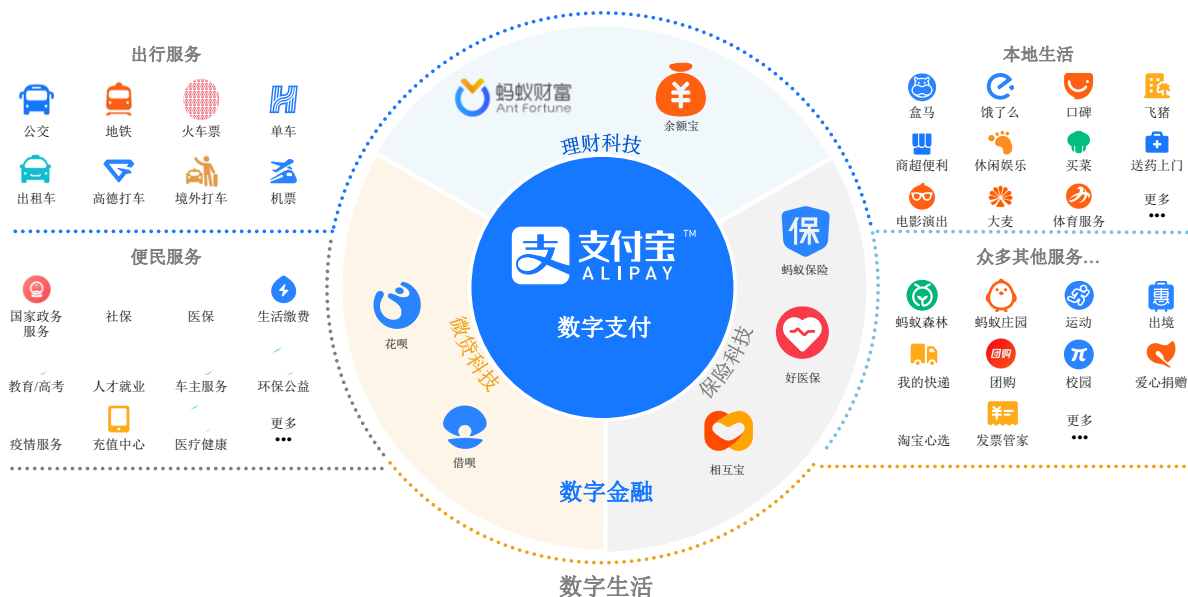 出行服务
公交
地铁
火车票
单车
出租车
高德打车
境外打车
机票
便民服务
国家政务
服务
社保
医保
生活缴费
教育/高考
人才就业
车主服务
环保公益
疫情服务
充值中心
医疗健康
更多
蚂蚁财富
Ant Fortune
余额宝
理财科技
支
支付宝™
ALIPAY
数字支付
花呗
微贷科技
借呗
保
蚂蚁保险
好医保
保险科技
相互宝
数字金融
数字生活
本地生活
盒马
饿了么
口碑
飞猪
商超便利
休闲娱乐
买菜
送药上门
电影演出
大麦
体育服务
更多
众多其他服务...
蚂蚁森林
蚂蚁庄园
运动
惠
出境
我的快递
团购
团购
π
校园
爱心捐赠
淘宝心选
发票管家
更多